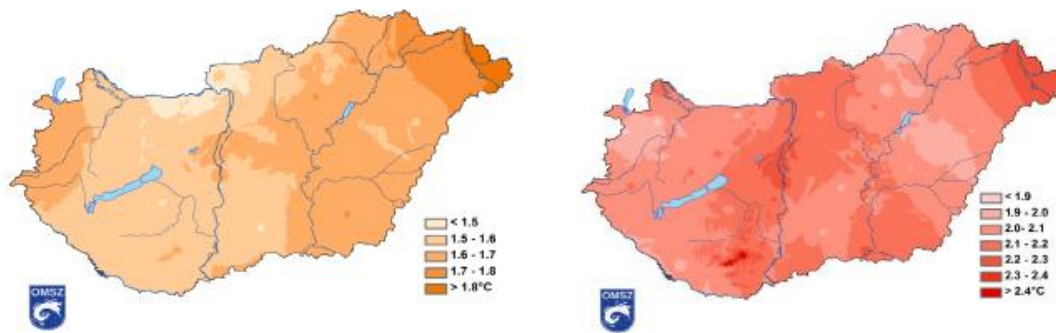 < 1.5
1.5 - 1.6
1.6 - 1.7
1.7 - 1.8
> 1.8°C
OMSZ
< 1.9
1.9 - 2.0
2.0- 2.1
2.1 - 2.2
2.2 - 2.3
2.3 - 2.4
> 2.4°C
OMSZ